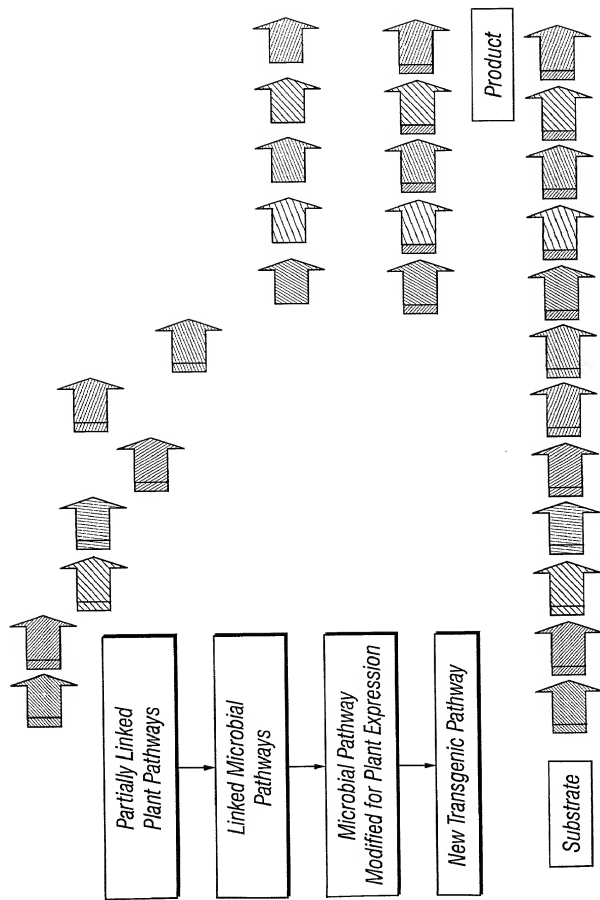 Partially Linked
Plant Pathways
Linked Microbial
Pathways
Microbial Pathway
Modified for Plant Expression
New Transgenic Pathway
Substrate
Product